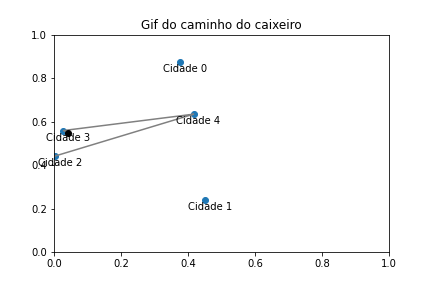 Gif do caminho do caixeiro
1.0
Cidade 0
0.8
0.6
Cidade 4
Cidade 3
0.4
Cidade 2
0.2
Cidade 1
0.0
0.0 0.2 0.4 0.6 0.8 1.0